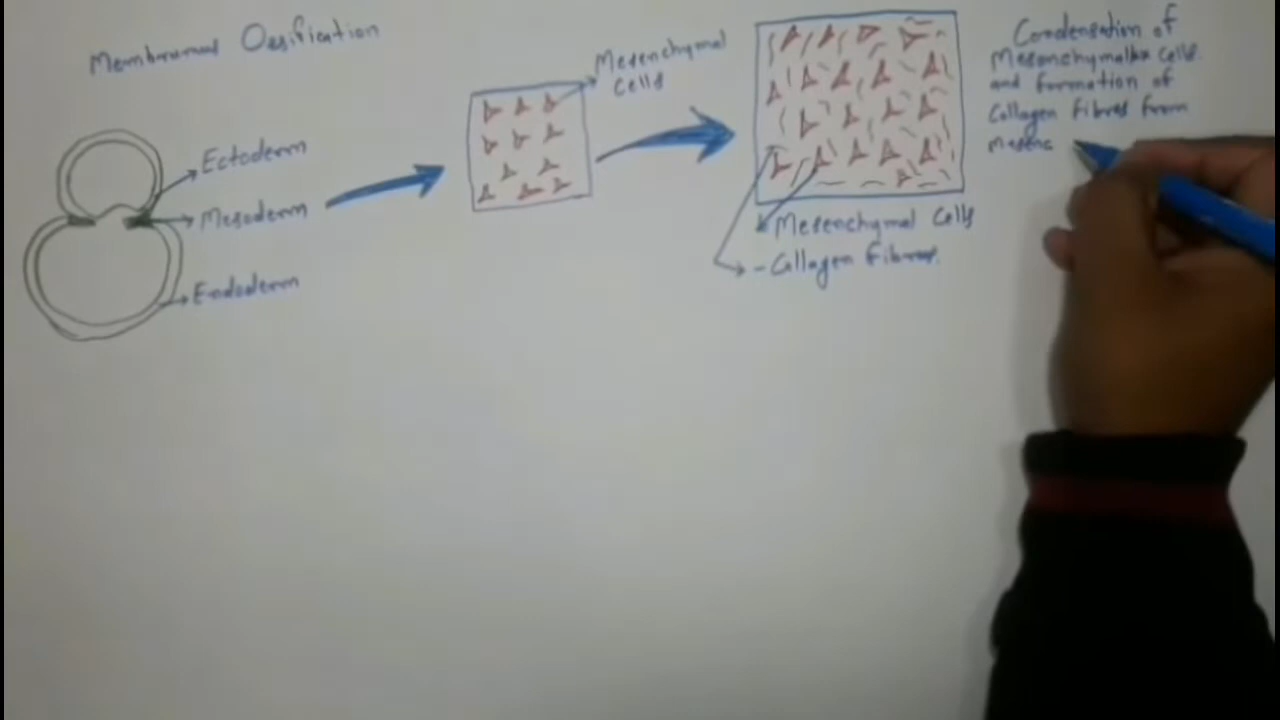 Membranous Ossification
Ectoderm
Mesoderm
Endoderm
Mesenchymal
Cells
Mesenchymal Cells
- Collagen Fibres.
Condensation of
Mesenchymal Cells
and formation of
Collagen fibres from
Mesenc